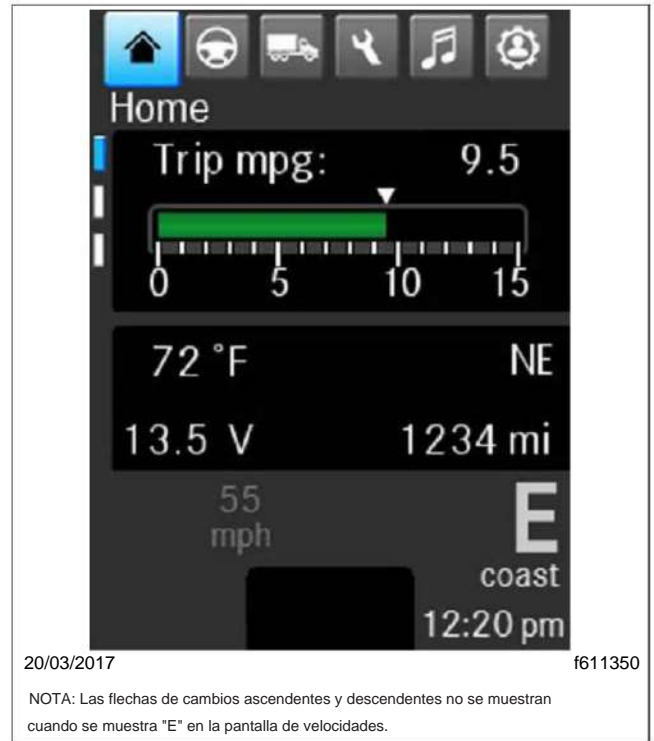 Home
Trip mpg: 9.5
0 5 10 15
72 °F NE
13.5 V 1234 mi
55
mph
E
coast
12:20 pm
20/03/2017 f611350
NOTA: Las flechas de cambios ascendentes y descendentes no se muestran
cuando se muestra "E" en la pantalla de velocidades.